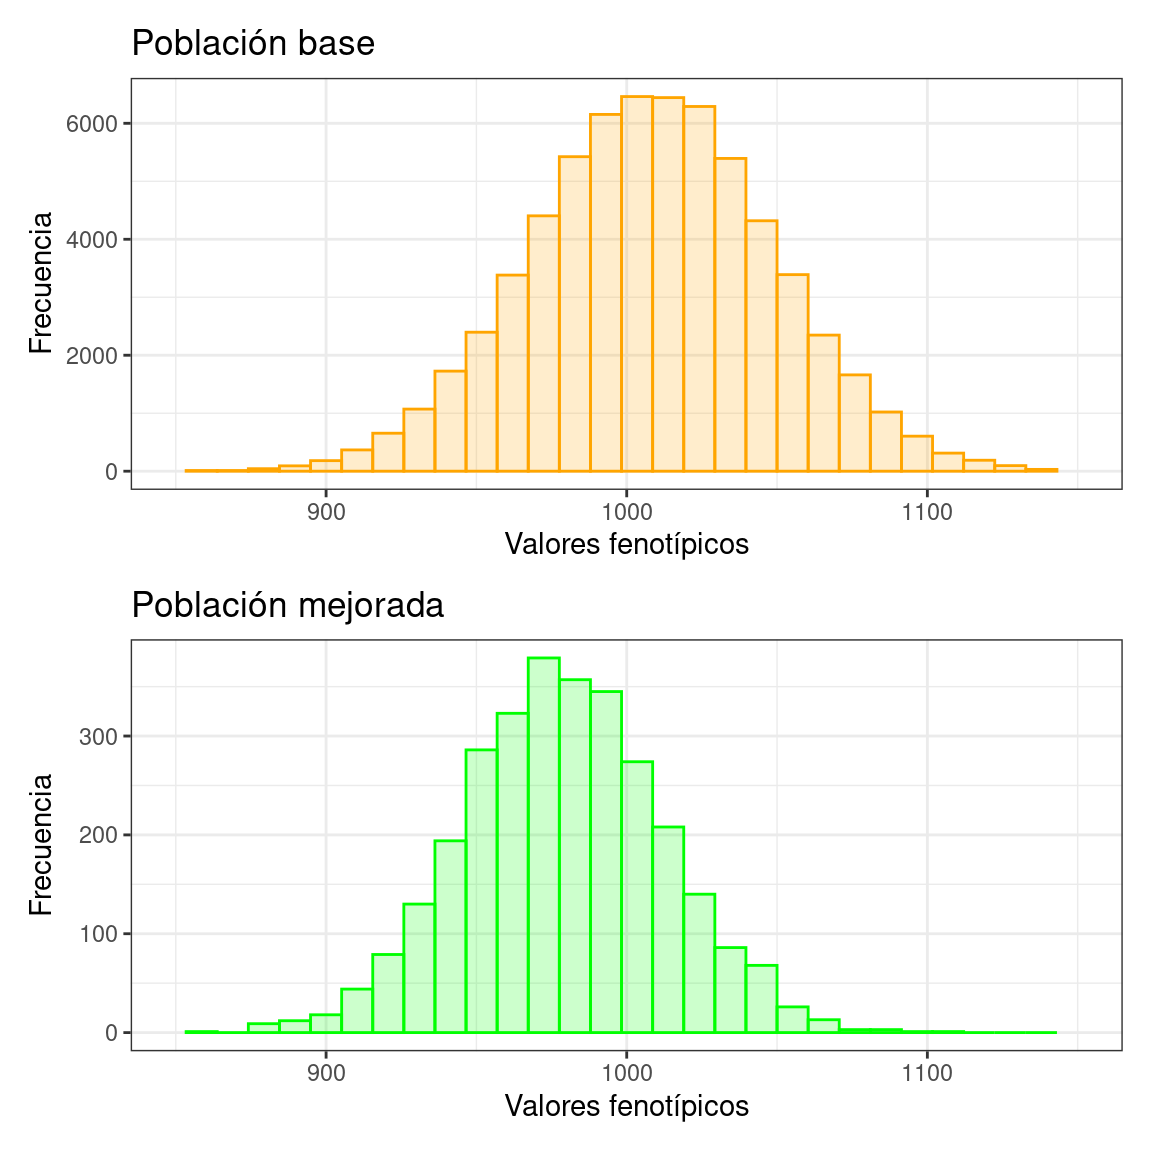 Población base
6000
4000
2000
0
Frecuencia
900 1000 1100
Valores fenotípicos
Población mejorada
300
200
100
0
Frecuencia
900 1000 1100
Valores fenotípicos